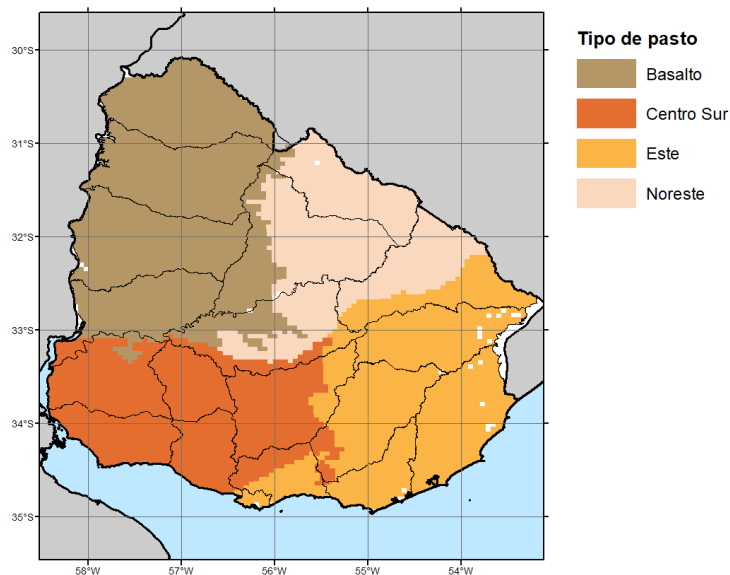 Tipo de pasto
Basalto
Centro Sur
Este
Noreste
30°S
31°S
32°S
33°S
34°S
35°S
58°W
57°W
56°W
55°W
54°W